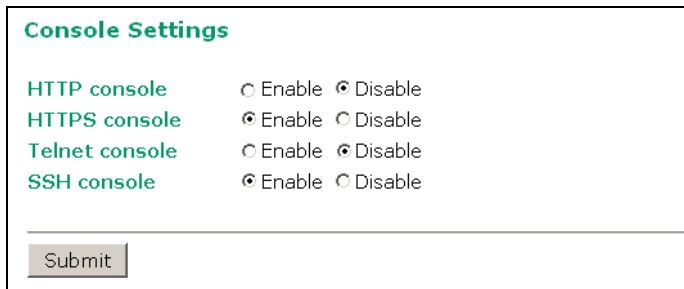 Console Settings
HTTP console Enable Disable
HTTPS console Enable Disable
Telnet console Enable Disable
SSH console Enable Disable
Submit